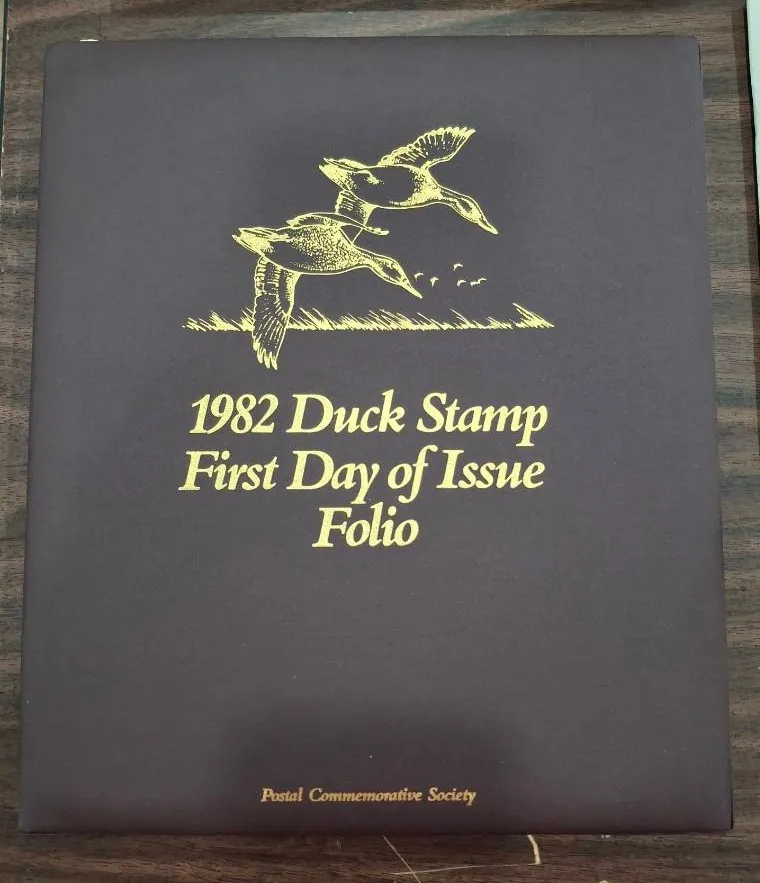 1982 Duck Stamp
First Day of Issue
Folio
Postal Commemorative Society